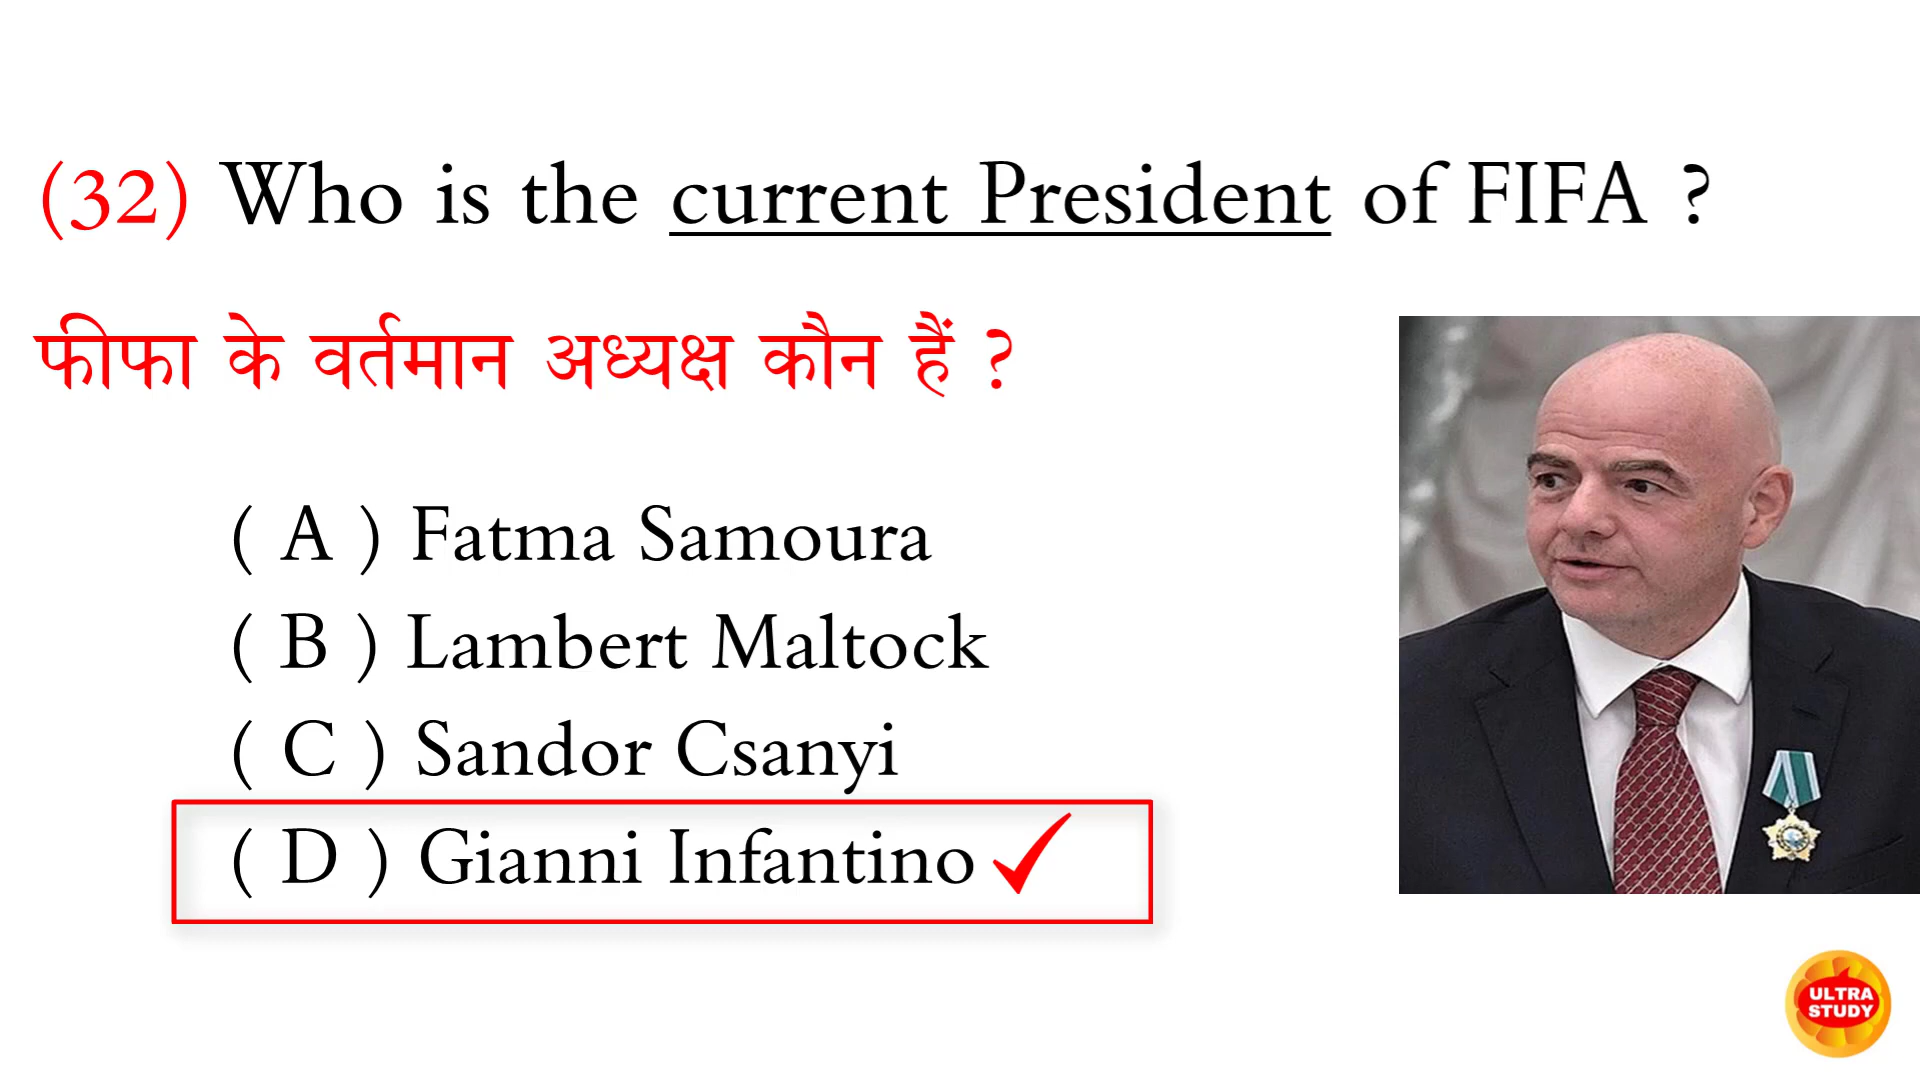 (32) Who is the current President of FIFA ?
फीफा के वर्तमान अध्यक्ष कौन हैं ?
( A ) Fatma Samoura
( B ) Lambert Maltock
( C ) Sandor Csanyi
( D ) Gianni Infantino
ULTRA
STUDY